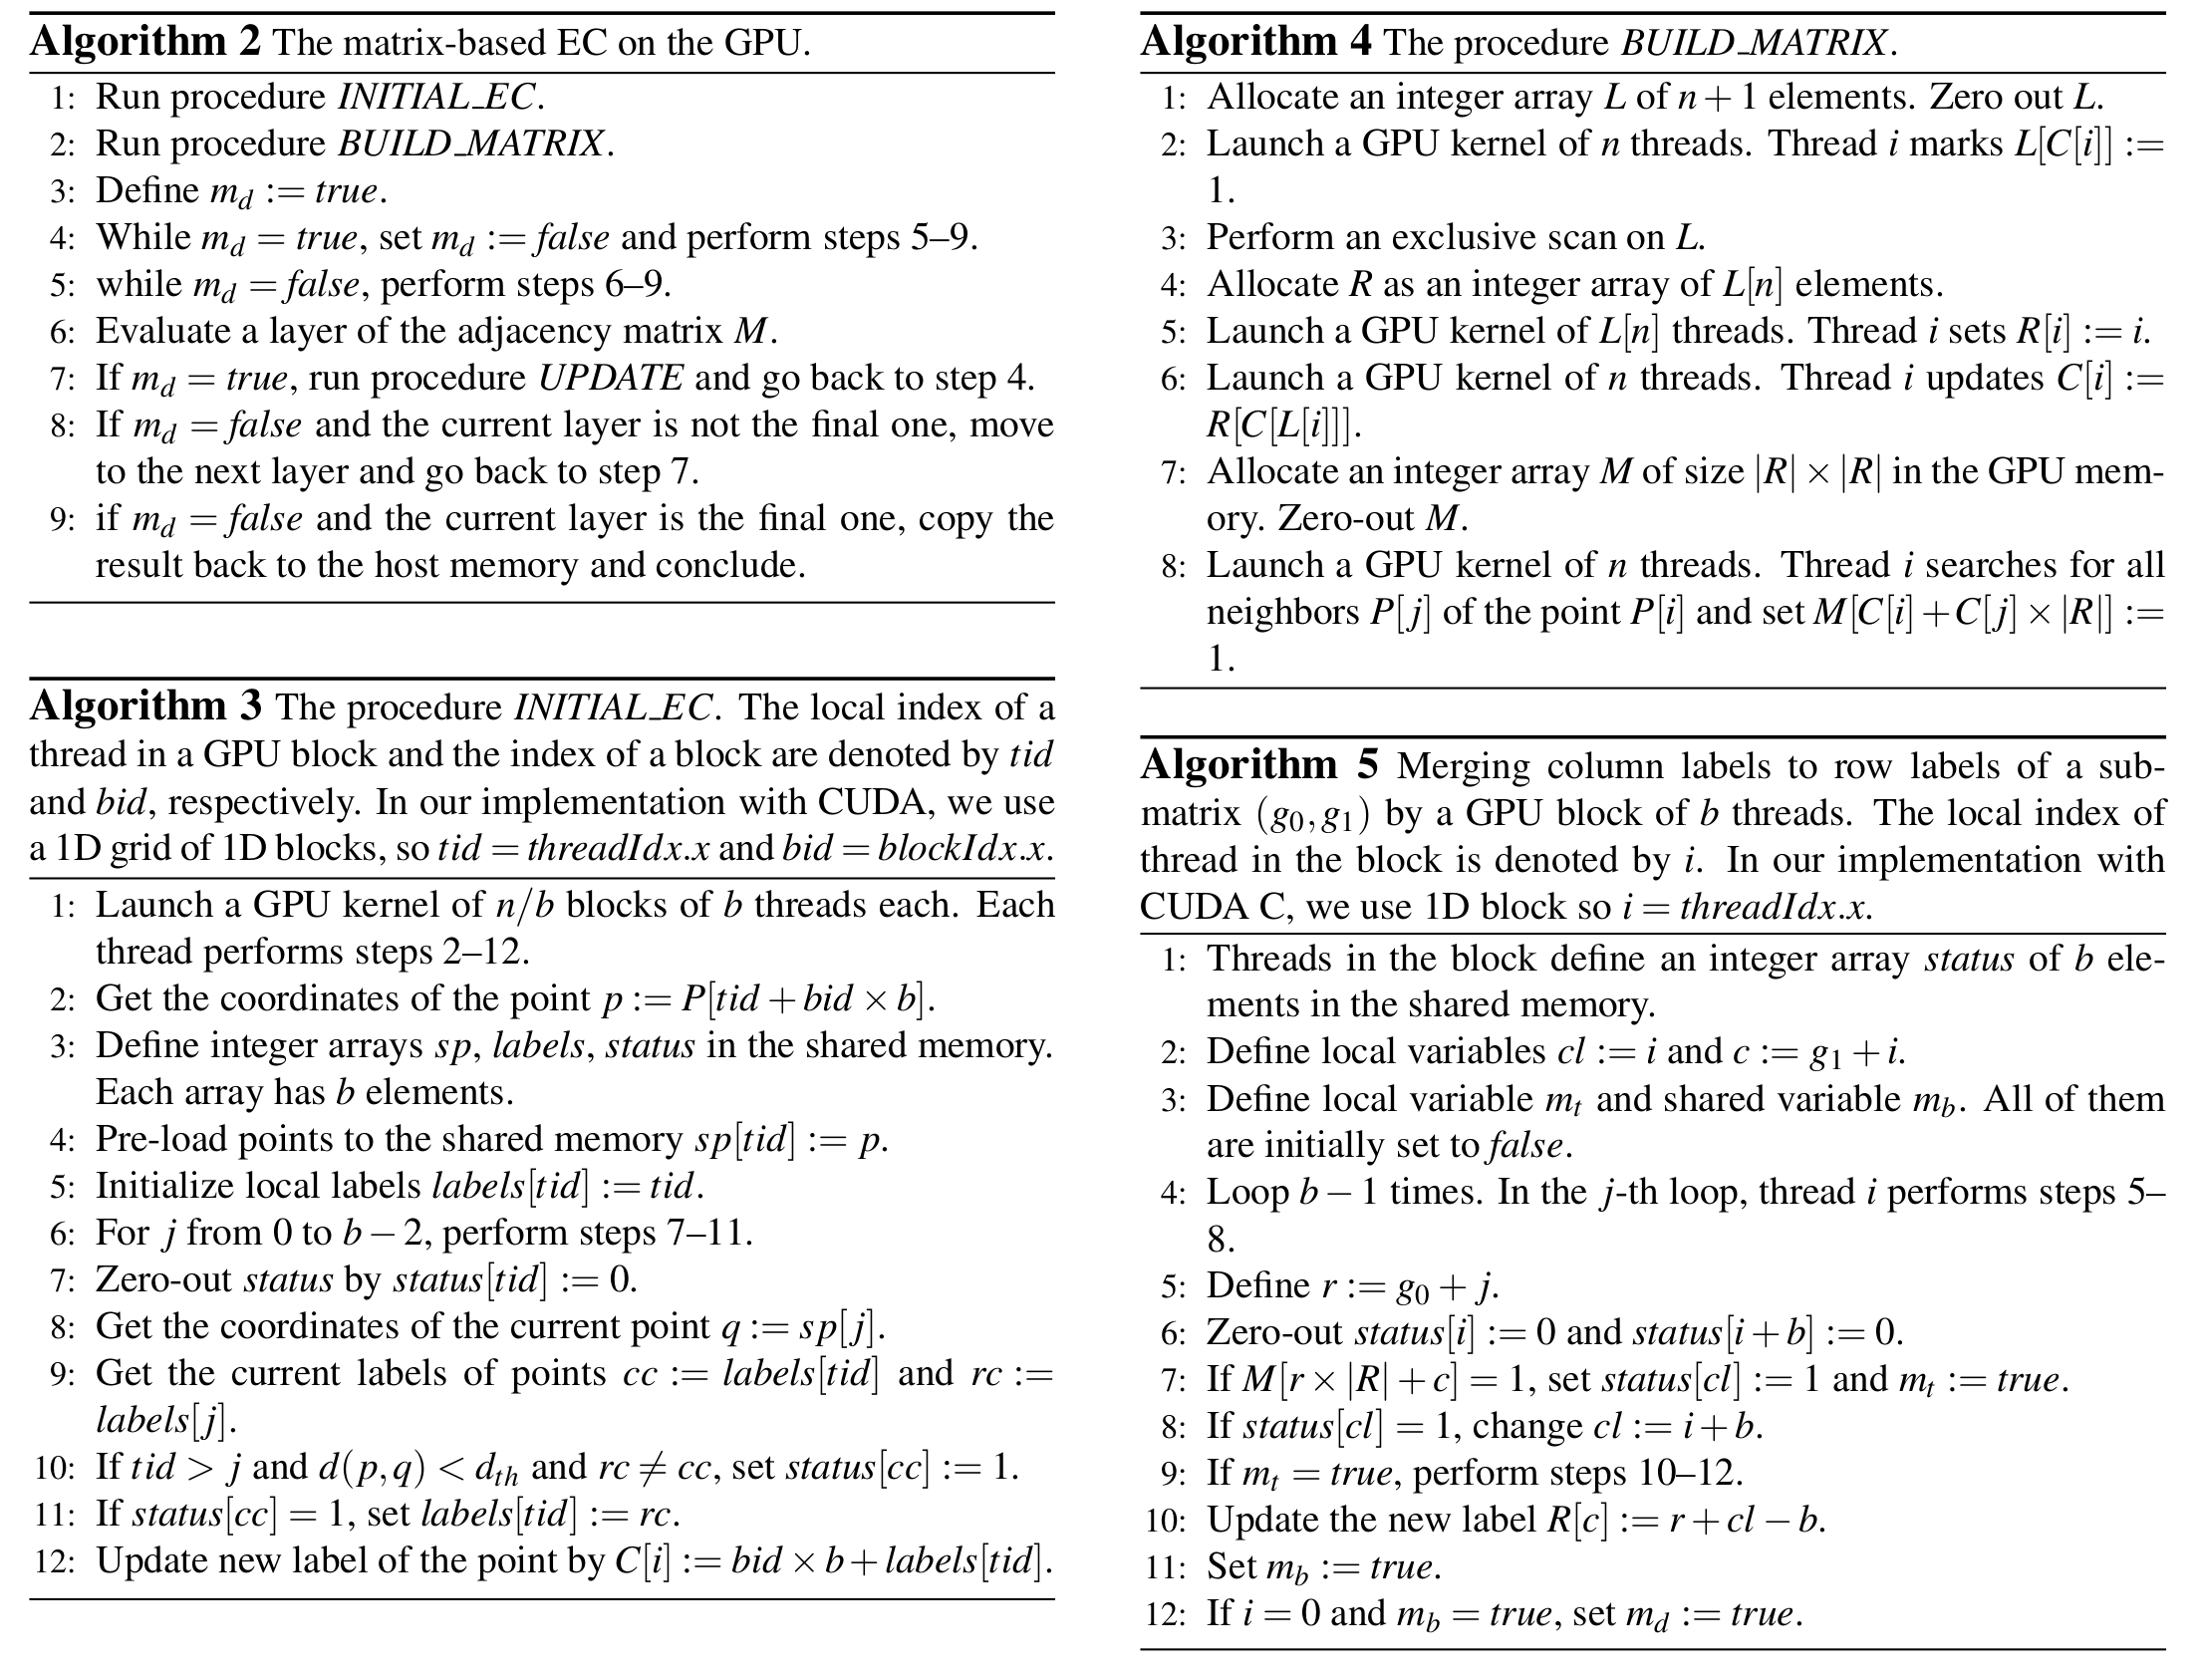 Algorithm 2 The matrix-based EC on the GPU.
1: Run procedure INITIAL_EC.
2: Run procedure BUILD_MATRIX.
3: Define m_d := true.
4: While m_d = true, set m_d := false and perform steps 5–9.
5: while m_d = false, perform steps 6–9.
6: Evaluate a layer of the adjacency matrix M.
7: If m_d = true, run procedure UPDATE and go back to step 4.
8: If m_d = false and the current layer is not the final one, move
to the next layer and go back to step 7.
9: if m_d = false and the current layer is the final one, copy the
result back to the host memory and conclude.
Algorithm 3 The procedure INITIAL_EC. The local index of a
thread in a GPU block and the index of a block are denoted by tid
and bid, respectively. In our implementation with CUDA, we use
a 1D grid of 1D blocks, so tid = threadIdx.x and bid = blockIdx.x.
1: Launch a GPU kernel of n/b blocks of b threads each. Each
thread performs steps 2–12.
2: Get the coordinates of the point p := P[tid + bid × b].
3: Define integer arrays sp, labels, status in the shared memory.
Each array has b elements.
4: Pre-load points to the shared memory sp[tid] := p.
5: Initialize local labels labels[tid] := tid.
6: For j from 0 to b − 2, perform steps 7–11.
7: Zero-out status by status[tid] := 0.
8: Get the coordinates of the current point q := sp[j].
9: Get the current labels of points cc := labels[tid] and rc :=
labels[j].
10: If tid > j and d(p,q) < d_th and rc ≠ cc, set status[cc] := 1.
11: If status[cc] = 1, set labels[tid] := rc.
12: Update new label of the point by C[i] := bid × b + labels[tid].
Algorithm 4 The procedure BUILD_MATRIX.
1: Allocate an integer array L of n + 1 elements. Zero out L.
2: Launch a GPU kernel of n threads. Thread i marks L[C[i]] :=
1.
3: Perform an exclusive scan on L.
4: Allocate R as an integer array of L[n] elements.
5: Launch a GPU kernel of L[n] threads. Thread i sets R[i] := i.
6: Launch a GPU kernel of n threads. Thread i updates C[i] :=
R[C[L[i]]].
7: Allocate an integer array M of size |R| × |R| in the GPU mem-
ory. Zero-out M.
8: Launch a GPU kernel of n threads. Thread i searches for all
neighbors P[j] of the point P[i] and set M[C[i] + C[j] × |R|] :=
1.
Algorithm 5 Merging column labels to row labels of a sub-
matrix (g_0, g_1) by a GPU block of b threads. The local index of
thread in the block is denoted by i. In our implementation with
CUDA C, we use 1D block so i = threadIdx.x.
1: Threads in the block define an integer array status of b ele-
ments in the shared memory.
2: Define local variables cl := i and c := g_1 + i.
3: Define local variable m_t and shared variable m_b. All of them
are initially set to false.
4: Loop b − 1 times. In the j-th loop, thread i performs steps 5–
8.
5: Define r := g_0 + j.
6: Zero-out status[i] := 0 and status[i + b] := 0.
7: If M[r × |R| + c] = 1, set status[cl] := 1 and m_t := true.
8: If status[cl] = 1, change cl := i + b.
9: If m_t = true, perform steps 10–12.
10: Update the new label R[c] := r + cl − b.
11: Set m_b := true.
12: If i = 0 and m_b = true, set m_d := true.